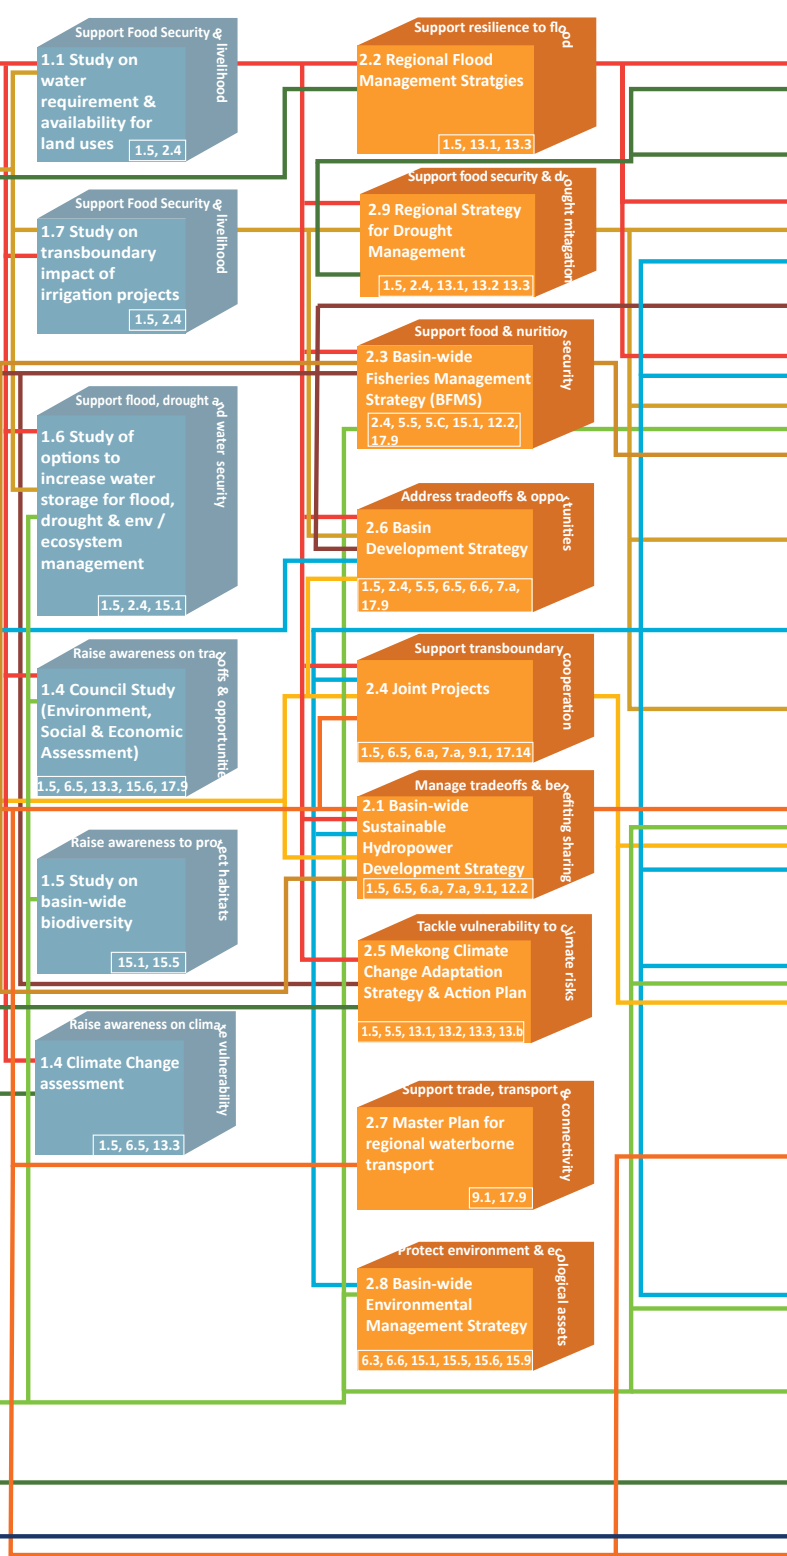 Support Food Security & livelihood
1.1 Study on
water
requirement &
availability for
land uses
1.5, 2.4
Support Food Security & livelihood
1.7 Study on
transboundary
impact of
irrigation projects
1.5, 2.4
Support flood, drought and water security
1.6 Study of
options to
increase water
storage for flood,
drought & env /
ecosystem
management
1.5, 2.4, 15.1
Raise awareness on tra offs & opportunitie
1.4 Council Study
(Environment,
Social & Economic
Assessment)
1.5, 6.5, 13.3, 15.6, 17.9
Raise awareness to protect habitats
1.5 Study on
basin-wide
biodiversity
15.1, 15.5
Raise awareness on climate vulnerability
1.4 Climate Change
assessment
1.5, 6.5, 13.3
Support resilience to flood
2.2 Regional Flood
Management Stratgies
1.5, 13.1, 13.3
Support food security & drought mitagation
2.9 Regional Strategy
for Drought
Management
1.5, 2.4, 13.1, 13.2 13.3
Support food & nurition security
2.3 Basin-wide
Fisheries Management
Strategy (BFMS)
2.4, 5.5, 5.C, 15.1, 12.2,
17.9
Address tradeoffs & opportunities
2.6 Basin
Development Strategy
1.5, 2.4, 5.5, 6.5, 6.6, 7.a,
17.9
Support transboundary cooperation
2.4 Joint Projects
1.5, 6.5, 6.a, 7.a, 9.1, 17.14
Manage tradeoffs & benefiting sharing
2.1 Basin-wide
Sustainable
Hydropower
Development Strategy
1.5, 6.5, 6.a, 7.a, 9.1, 12.2
Tackle vulnerability to climate risks
2.5 Mekong Climate
Change Adaptation
Strategy & Action Plan
1.5, 5.5, 13.1, 13.2, 13.3, 13.b
Support trade, transport & connectivity
2.7 Master Plan for
regional waterborne
transport
9.1, 17.9
Protect environment & ecological assets
2.8 Basin-wide
Environmental
Management Strategy
6.3, 6.6, 15.1, 15.5, 15.6, 15.9